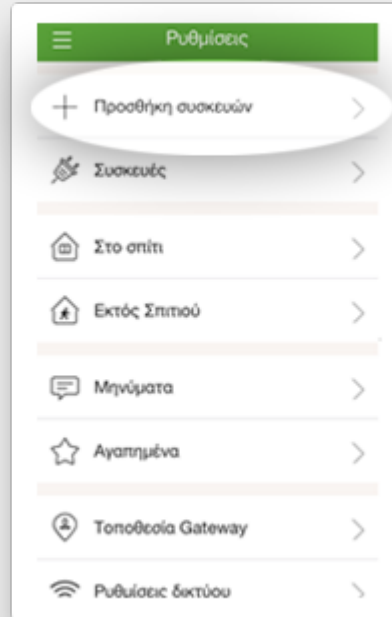 Ρυθμίσεις
Προσθήκη συσκευών
Συσκευές
Στο σπίτι
Εκτός Σπιτιού
Μηνύματα
Αγαπημένα
Τοποθεσία Gateway
Ρυθμίσεις δικτύου